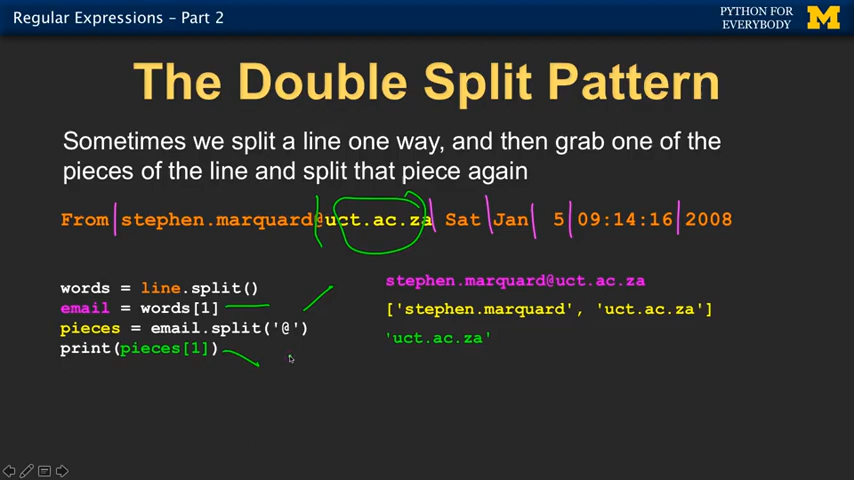 Regular Expressions – Part 2
PYTHON FOR
EVERYBODY
M
The Double Split Pattern
Sometimes we split a line one way, and then grab one of the
pieces of the line and split that piece again
From stephen.marquard@uct.ac.za Sat Jan 5 09:14:16 2008
words = line.split()
email = words[1]
pieces = email.split('@')
print(pieces[1])
stephen.marquard@uct.ac.za
['stephen.marquard', 'uct.ac.za']
'uct.ac.za'